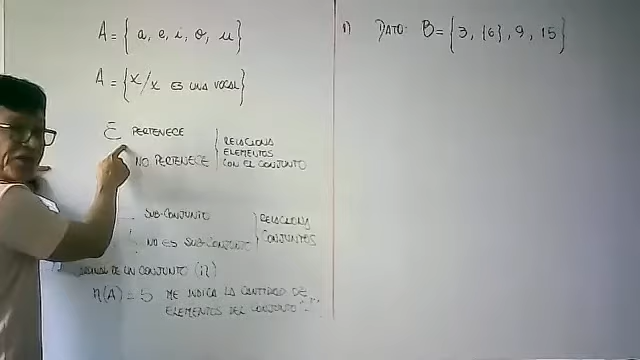 A = { a, e, i, o, u }
A = { x/x es una vocal }
∈ PERTENECE
NO PERTENECE
RELACIONA
ELEMENTOS
CON EL CONJUNTO
SUB-CONJUNTO
NO ES SUB-CONJUNTO
RELACIONA
CONJUNTOS
DE UN CONJUNTO (n)
n(A) = 5 ME INDICA LA CANTIDAD DE
ELEMENTOS DEL CONJUNTO
1) DATO: B = { 3, {6}, 9, 15 }